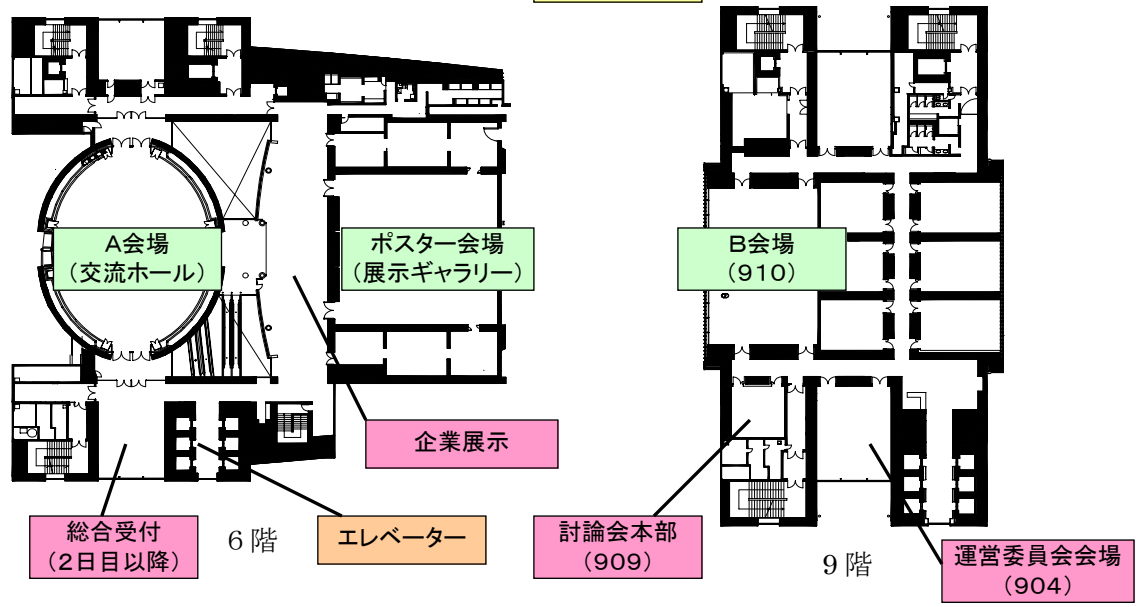 A会場
（交流ホール）
ポスター会場
（展示ギャラリー）
B会場
（910）
企業展示
総合受付
（2日目以降）
6階
エレベーター
討論会本部
（909）
9階
運営委員会会場
（904）